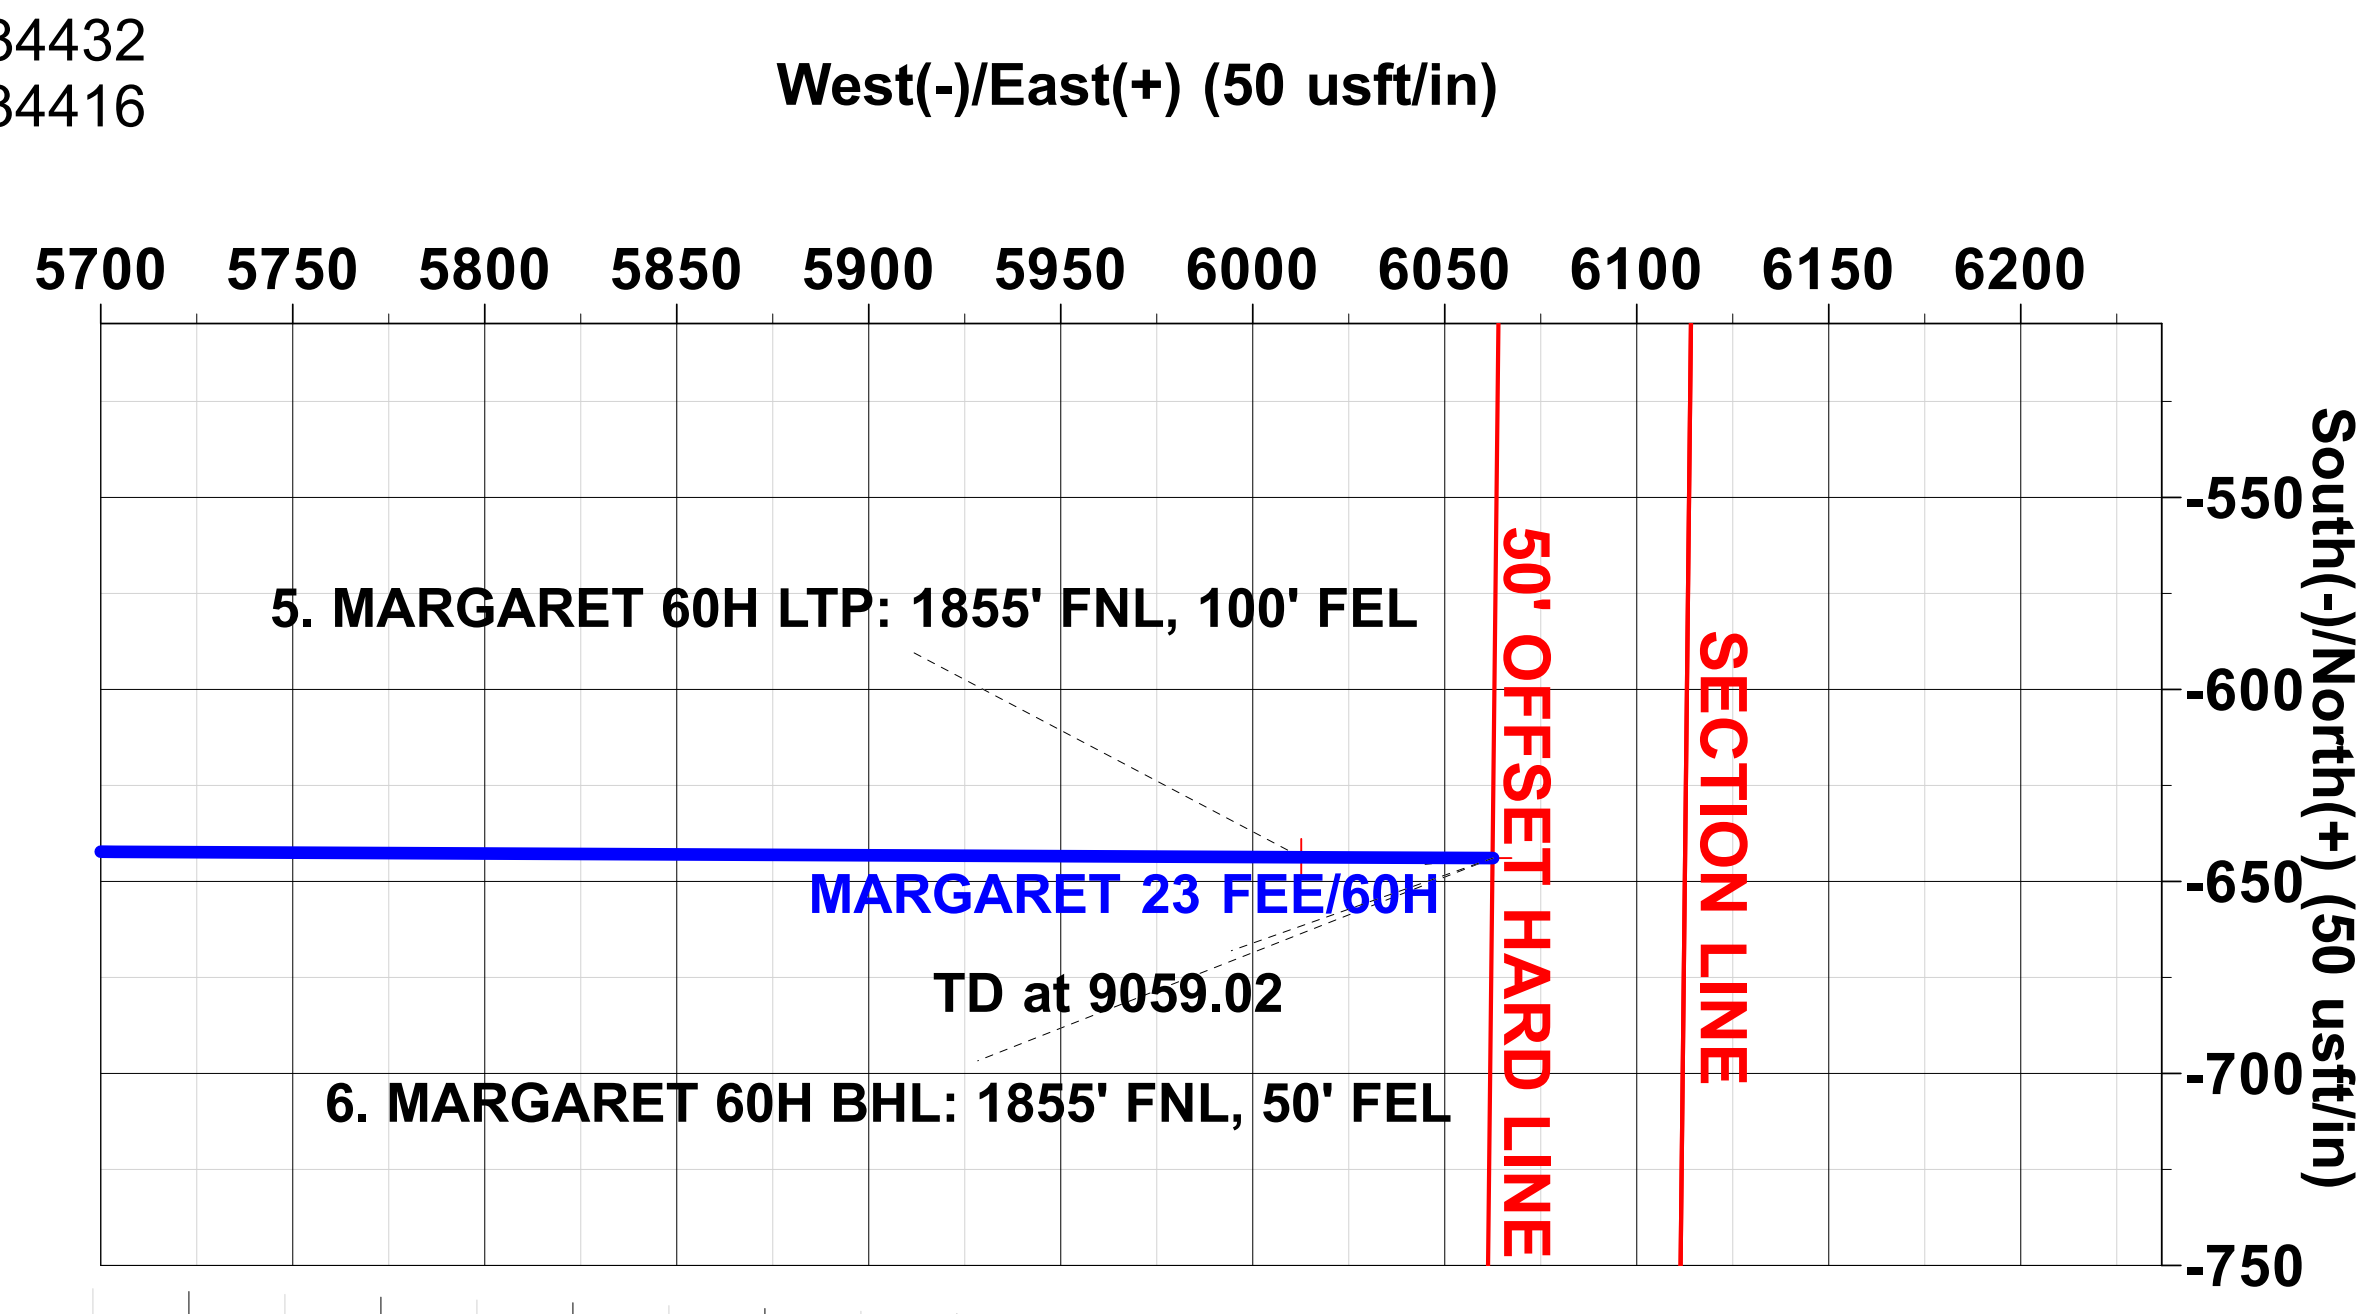 84432
84416
West(-)/East(+) (50 usft/in)
5700 5750 5800 5850 5900 5950 6000 6050 6100 6150 6200
-550
-600
-650
-700
-750
South(-)/North(+) (50 usft/in)
50' OFFSET HARD LINE
SECTION LINE
5. MARGARET 60H LTP: 1855' FNL, 100' FEL
MARGARET 23 FEE/60H
TD at 9059.02
6. MARGARET 60H BHL: 1855' FNL, 50' FEL